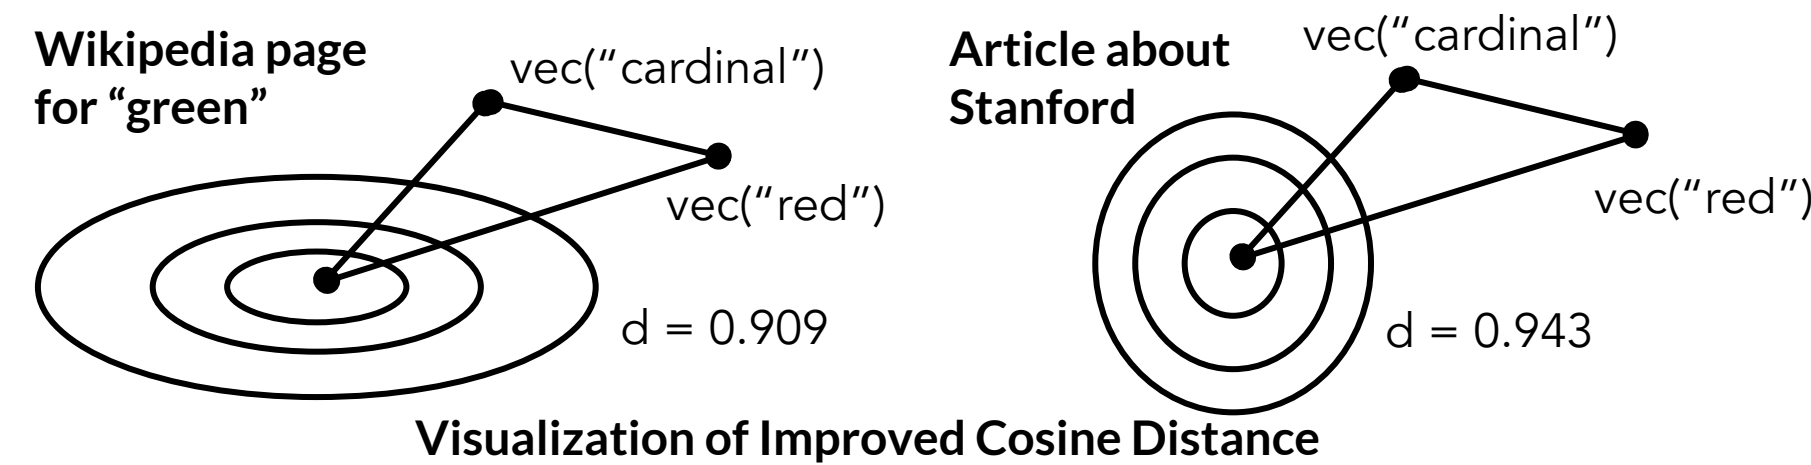 Wikipedia page
for “green”
vec(“cardinal”)
vec(“red”)
d = 0.909
Article about
Stanford
vec(“cardinal”)
vec(“red”)
d = 0.943
Visualization of Improved Cosine Distance